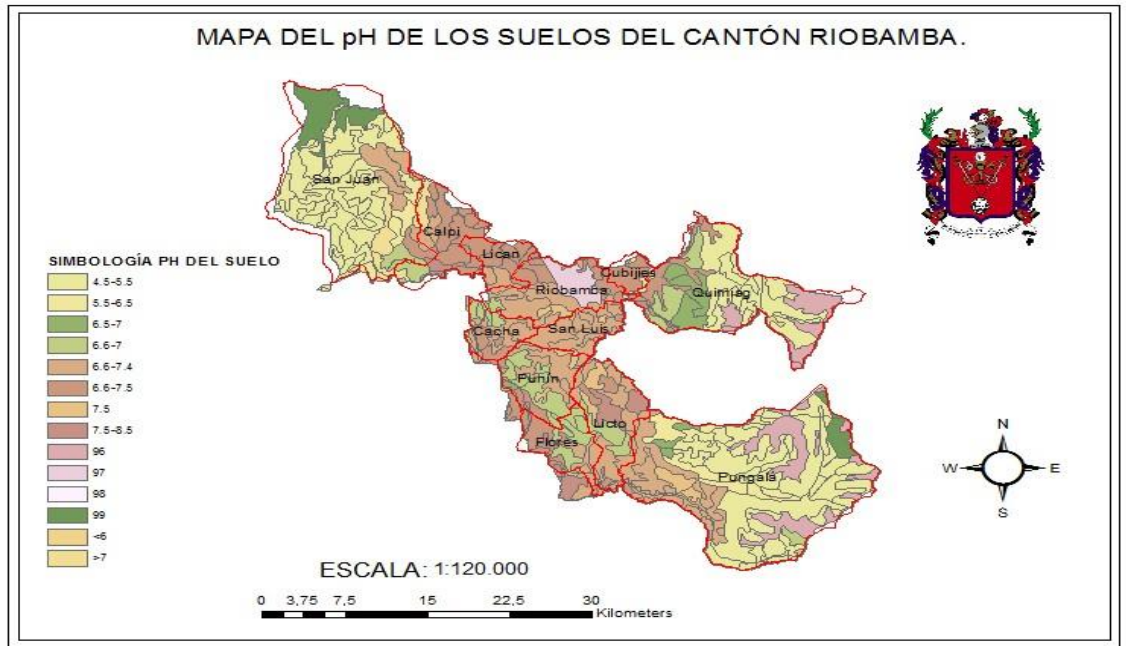 MAPA DEL pH DE LOS SUELOS DEL CANTÓN RIOBAMBA.
San Juan
Calpi
Lican
Riobamba
Cubijies
Quimiag
Cacha
San Luis
Punin
Licto
Flores
Pungala
SIMBOLOGÍA PH DEL SUELO
4.5-5.5
5.5-6.5
6.5-7
6.6-7
6.6-7.4
6.6-7.5
7.5
7.5-8.5
96
97
98
99
<6
>7
N
W E
S
ESCALA: 1:120.000
0 3,75 7,5 15 22,5 30
Kilometers